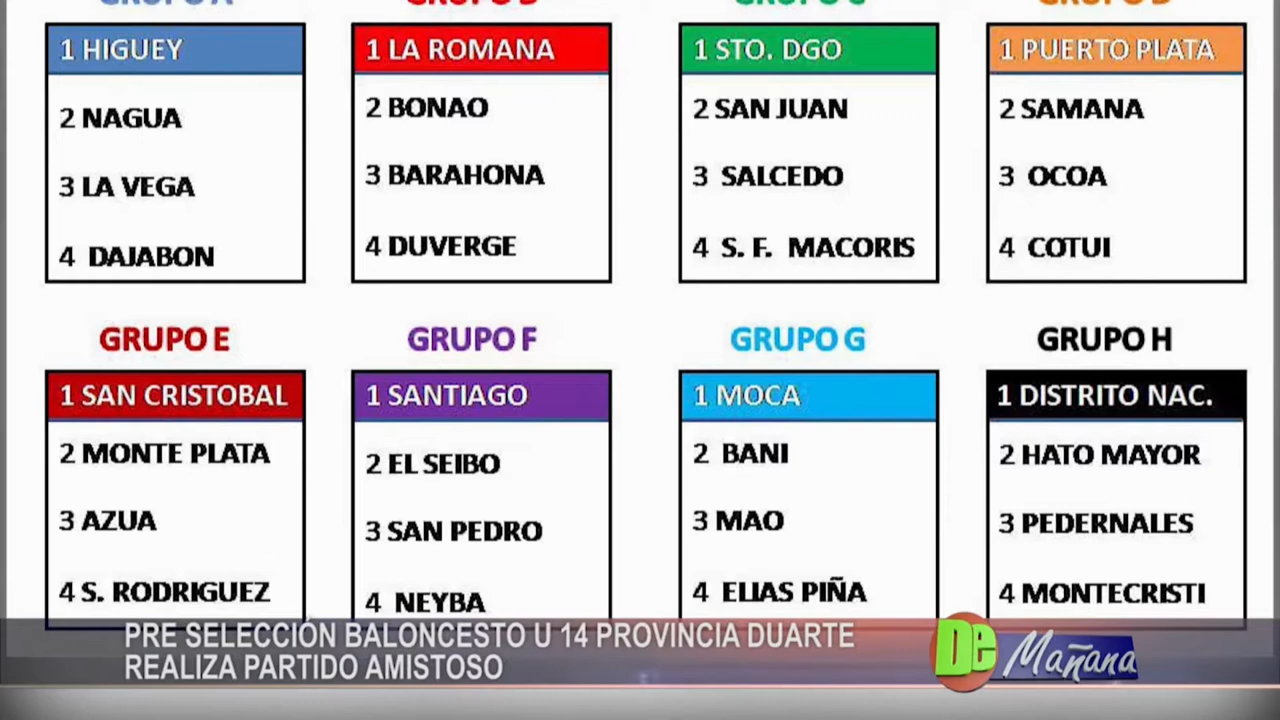 GRUPO A
GRUPO B
GRUPO C
GRUPO D
1 HIGUEY
2 NAGUA
3 LA VEGA
4 DAJABON
1 LA ROMANA
2 BONAO
3 BARAHONA
4 DUVERGE
1 STO. DGO
2 SAN JUAN
3 SALCEDO
4 S. F. MACORIS
1 PUERTO PLATA
2 SAMANA
3 OCOA
4 COTUI
GRUPO E
1 SAN CRISTOBAL
2 MONTE PLATA
3 AZUA
4 S. RODRIGUEZ
GRUPO F
1 SANTIAGO
2 EL SEIBO
3 SAN PEDRO
4 NEYBA
GRUPO G
1 MOCA
2 BANI
3 MAO
4 ELIAS PIÑA
GRUPO H
1 DISTRITO NAC.
2 HATO MAYOR
3 PEDERNALES
4 MONTECRISTI
PRE SELECCIÓN BALONCESTO U 14 PROVINCIA DUARTE
REALIZA PARTIDO AMISTOSO
De Mañana